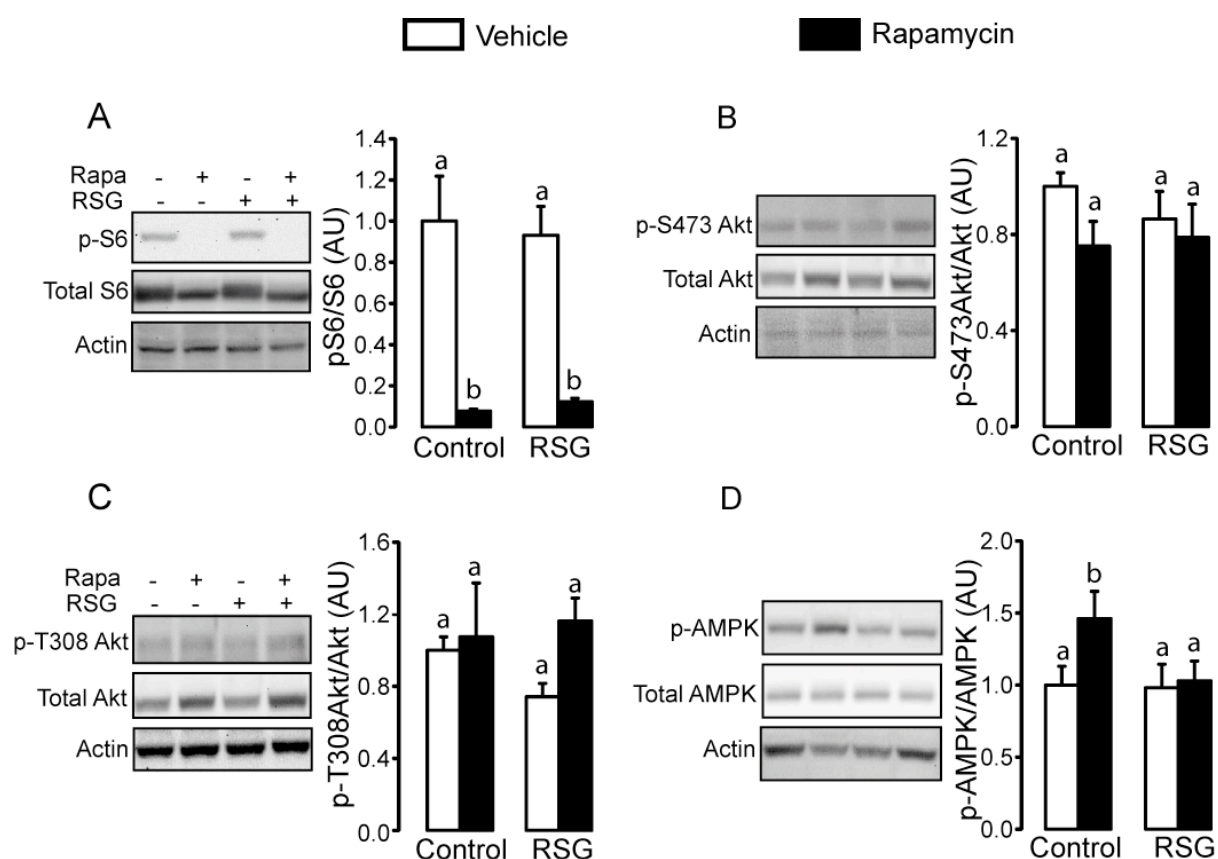 Vehicle
Rapamycin
A
Rapa - + - +
RSG - - + +
p-S6
Total S6
Actin
pS6/S6 (AU)
1.4
1.2
1.0
0.8
0.6
0.4
0.2
0.0
a
b
a
b
Control
RSG
B
p-S473 Akt
Total Akt
Actin
p-S473Akt/Akt (AU)
1.2
0.8
0.4
0.0
a
a
a
a
Control
RSG
C
Rapa - + - +
RSG - - + +
p-T308 Akt
Total Akt
Actin
p-T308Akt/Akt (AU)
1.6
1.2
0.8
0.4
0.0
a
a
a
a
Control
RSG
D
p-AMPK
Total AMPK
Actin
p-AMPK/AMPK (AU)
2.0
1.5
1.0
0.5
0.0
a
b
a
a
Control
RSG